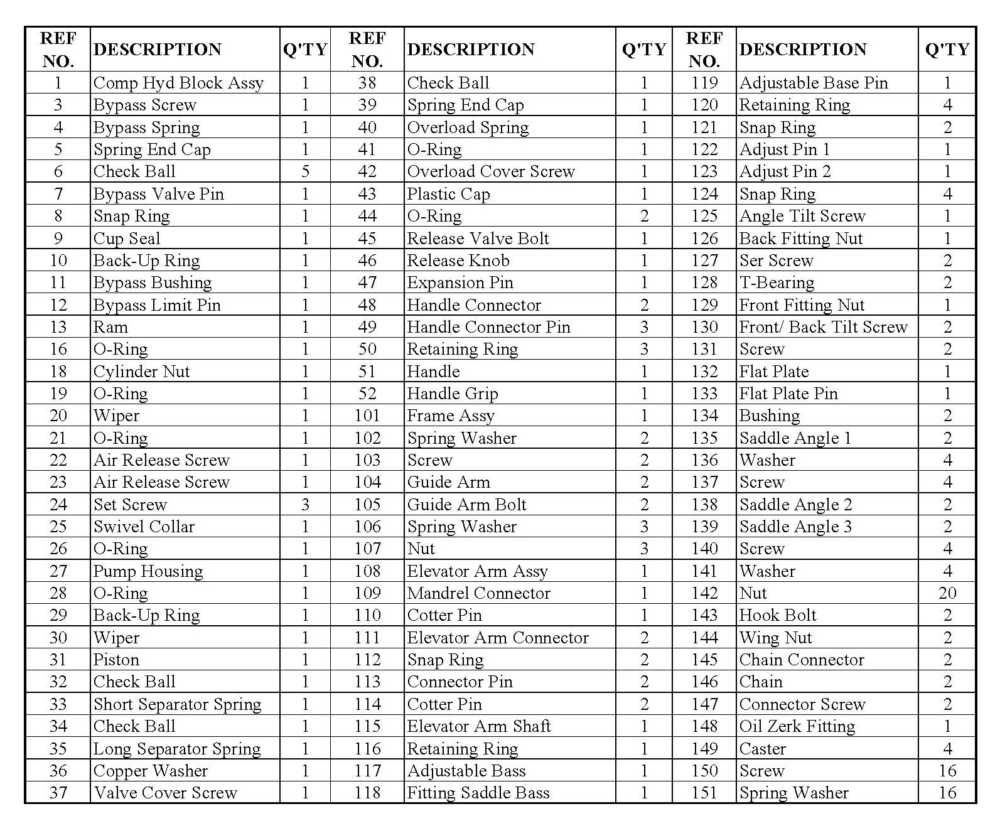 REF NO. DESCRIPTION Q'TY REF NO. DESCRIPTION Q'TY REF NO. DESCRIPTION Q'TY
1 Comp Hyd Block Assy 1 38 Check Ball 1 119 Adjustable Base Pin 1
3 Bypass Screw 1 39 Spring End Cap 1 120 Retaining Ring 4
4 Bypass Spring 1 40 Overload Spring 1 121 Snap Ring 2
5 Spring End Cap 1 41 O-Ring 1 122 Adjust Pin 1 1
6 Check Ball 5 42 Overload Cover Screw 1 123 Adjust Pin 2 1
7 Bypass Valve Pin 1 43 Plastic Cap 1 124 Snap Ring 4
8 Snap Ring 1 44 O-Ring 2 125 Angle Tilt Screw 1
9 Cup Seal 1 45 Release Valve Bolt 1 126 Back Fitting Nut 1
10 Back-Up Ring 1 46 Release Knob 1 127 Ser Screw 2
11 Bypass Bushing 1 47 Expansion Pin 1 128 T-Bearing 2
12 Bypass Limit Pin 1 48 Handle Connector 2 129 Front Fitting Nut 1
13 Ram 1 49 Handle Connector Pin 3 130 Front/ Back Tilt Screw 2
16 O-Ring 1 50 Retaining Ring 3 131 Screw 2
18 Cylinder Nut 1 51 Handle 1 132 Flat Plate 1
19 O-Ring 1 52 Handle Grip 1 133 Flat Plate Pin 1
20 Wiper 1 101 Frame Assy 1 134 Bushing 2
21 O-Ring 1 102 Spring Washer 2 135 Saddle Angle 1 2
22 Air Release Screw 1 103 Screw 2 136 Washer 4
23 Air Release Screw 1 104 Guide Arm 2 137 Screw 4
24 Set Screw 3 105 Guide Arm Bolt 2 138 Saddle Angle 2 2
25 Swivel Collar 1 106 Spring Washer 3 139 Saddle Angle 3 2
26 O-Ring 1 107 Nut 3 140 Screw 4
27 Pump Housing 1 108 Elevator Arm Assy 1 141 Washer 4
28 O-Ring 1 109 Mandrel Connector 1 142 Nut 20
29 Back-Up Ring 1 110 Cotter Pin 1 143 Hook Bolt 2
30 Wiper 1 111 Elevator Arm Connector 2 144 Wing Nut 2
31 Piston 1 112 Snap Ring 2 145 Chain Connector 2
32 Check Ball 1 113 Connector Pin 2 146 Chain 2
33 Short Separator Spring 1 114 Cotter Pin 2 147 Connector Screw 2
34 Check Ball 1 115 Elevator Arm Shaft 1 148 Oil Zerk Fitting 1
35 Long Separator Spring 1 116 Retaining Ring 1 149 Caster 4
36 Copper Washer 1 117 Adjustable Bass 1 150 Screw 16
37 Valve Cover Screw 1 118 Fitting Saddle Bass 1 151 Spring Washer 16